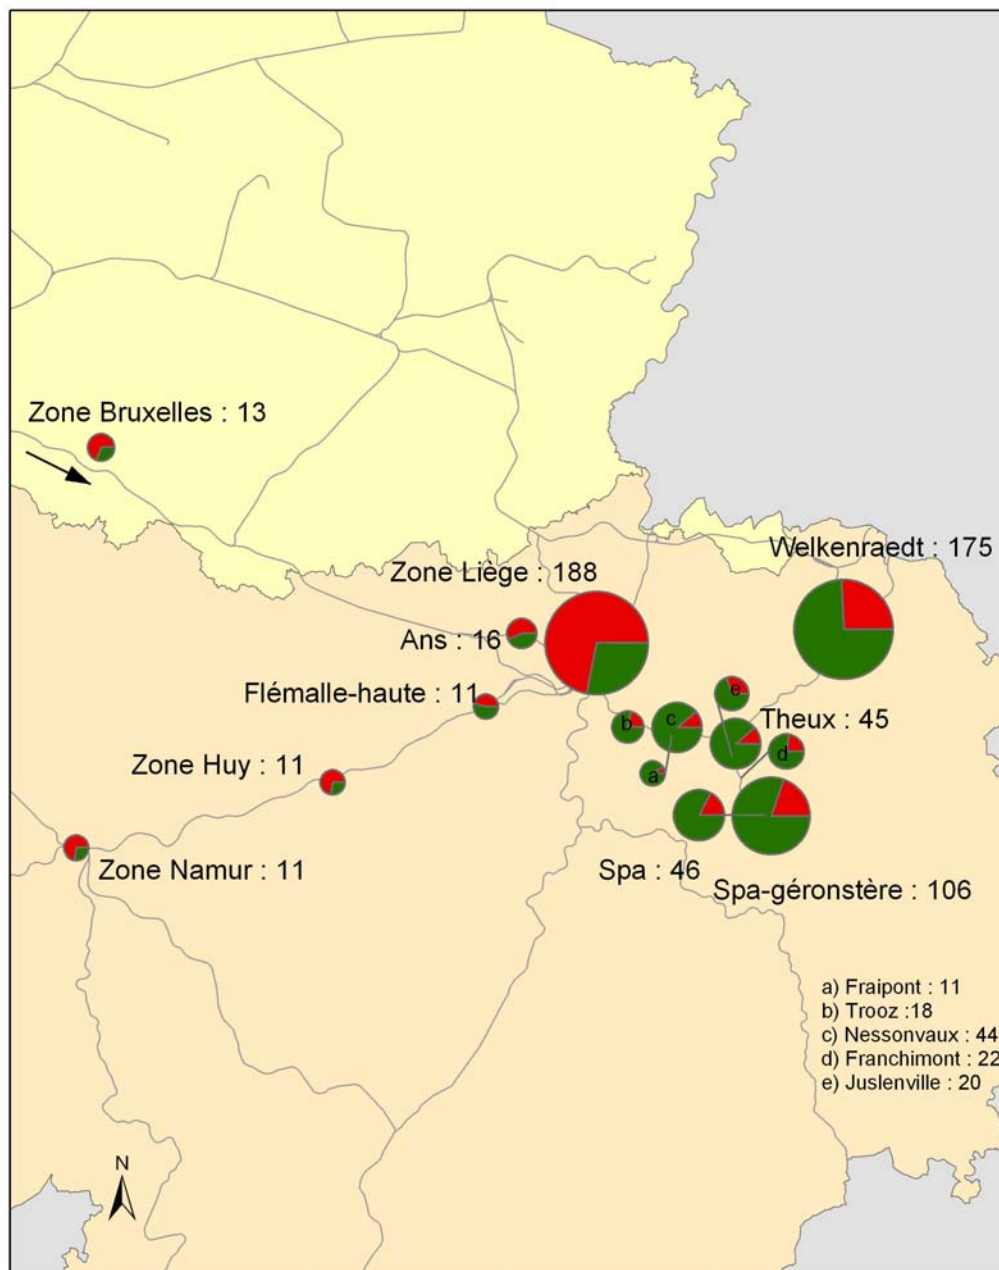 Zone Bruxelles : 13
Welkenraedt : 175
Zone Liège : 188
Ans : 16
Flémalle-haute : 11
e
c
b
Theux : 45
d
Zone Huy : 11
a
Zone Namur : 11
Spa : 46
Spa-géronstère : 106
a) Fraipont : 11
b) Trooz :18
c) Nessonvaux : 44
d) Franchimont : 22
e) Juslenville : 20
N